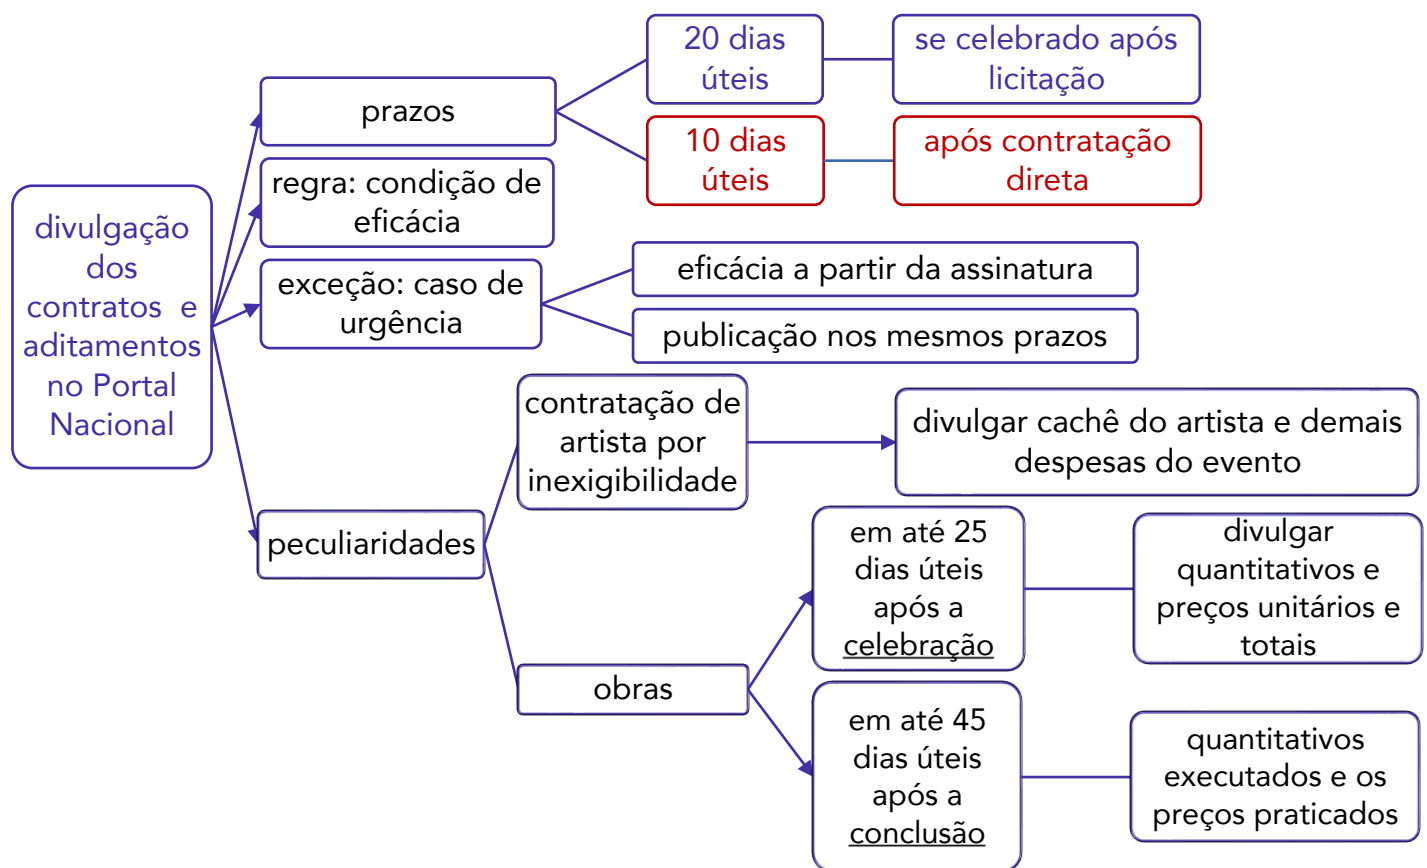 divulgação
dos
contratos e
aditamentos
no Portal
Nacional
prazos
20 dias
úteis
se celebrado após
licitação
10 dias
úteis
após contratação
direta
regra: condição de
eficácia
exceção: caso de
urgência
eficácia a partir da assinatura
publicação nos mesmos prazos
peculiaridades
contratação de
artista por
inexigibilidade
divulgar cachê do artista e demais
despesas do evento
obras
em até 25
dias úteis
após a
celebração
divulgar
quantitativos e
preços unitários e
totais
em até 45
dias úteis
após a
conclusão
quantitativos
executados e os
preços praticados